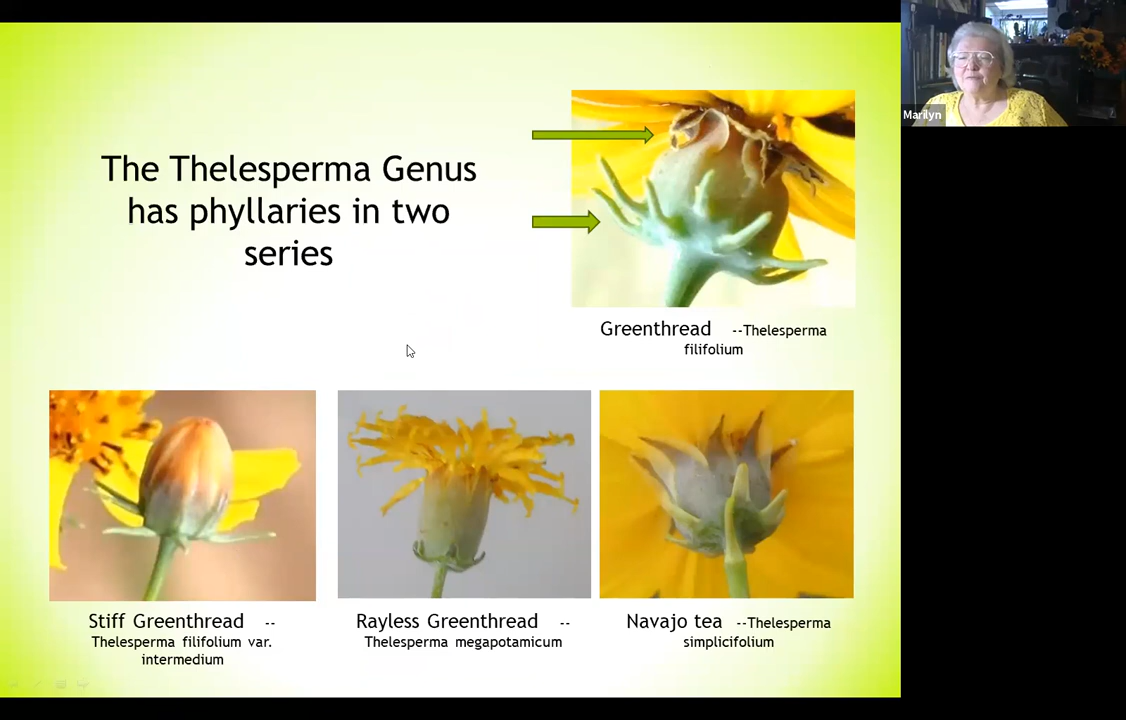 Marilyn
The Thelesperma Genus
has phyllaries in two
series
Greenthread --Thelesperma
filifolium
Stiff Greenthread --
Thelesperma filifolium var.
intermedium
Rayless Greenthread --
Thelesperma megapotamicum
Navajo tea --Thelesperma
simplicifolium